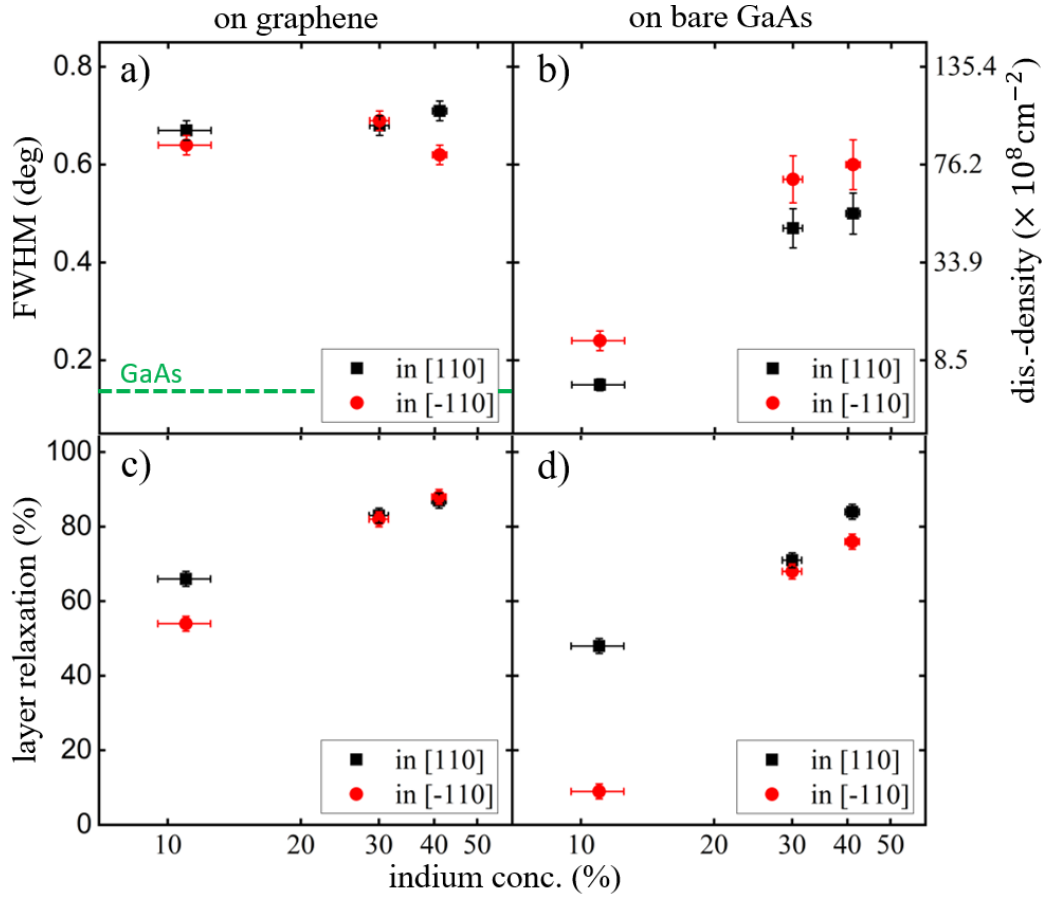 on graphene
on bare GaAs
a)
b)
0.8
0.6
0.4
0.2
FWHM (deg)
GaAs
in [110]
in [-110]
in [110]
in [-110]
135.4
76.2
33.9
8.5
dis.-density (× 10⁸cm⁻²)
c)
d)
100
80
60
40
20
0
layer relaxation (%)
in [110]
in [-110]
in [110]
in [-110]
10
20
30
40
50
10
20
30
40
50
indium conc. (%)